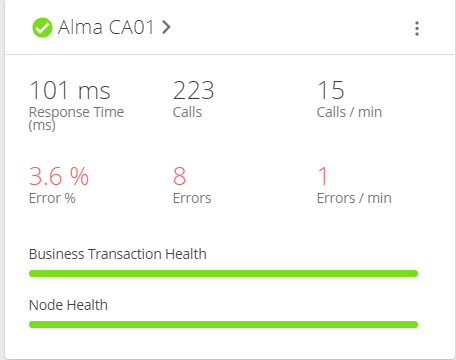 Alma CA01
101 ms 223 15
Response Time (ms) Calls Calls / min
3.6 % 8 1
Error % Errors Errors / min
Business Transaction Health
Node Health